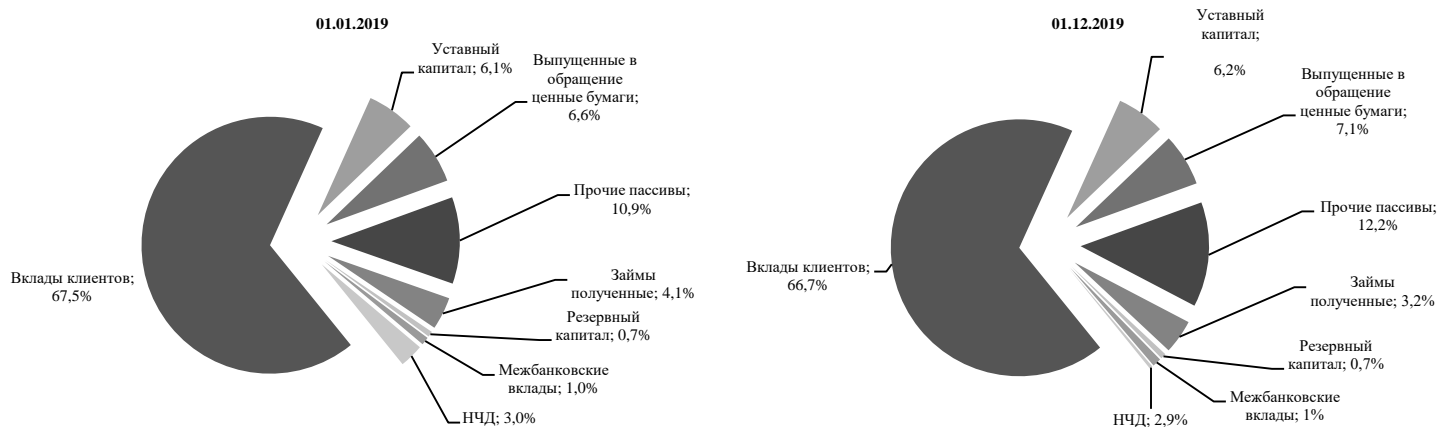 01.01.2019
Уставный
капитал; 6,1%
Выпущенные в
обращение
ценные бумаги;
6,6%
Прочие пассивы;
10,9%
Займы
полученные; 4,1%
Резервный
капитал; 0,7%
Межбанковские
вклады; 1,0%
НЧД; 3,0%
Вклады клиентов;
67,5%
01.12.2019
Уставный
капитал;
6,2%
Выпущенные в
обращение
ценные бумаги;
7,1%
Прочие пассивы;
12,2%
Займы
полученные; 3,2%
Резервный
капитал; 0,7%
Межбанковские
вклады; 1%
НЧД; 2,9%
Вклады клиентов;
66,7%